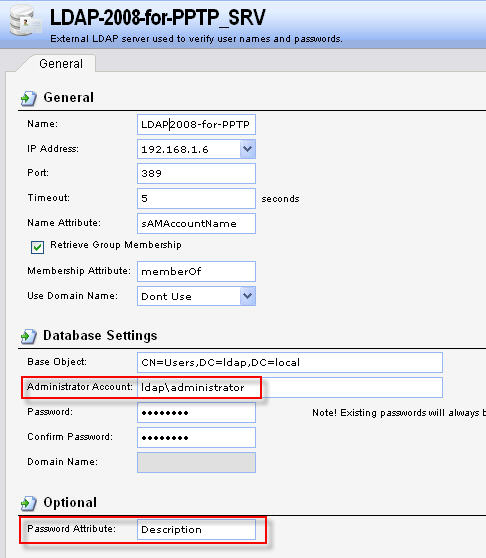 LDAP-2008-for-PPTP_SRV
External LDAP server used to verify user names and passwords.
General
General
Name: LDAP2008-for-PPTP
IP Address: 192.168.1.6
Port: 389
Timeout: 5 seconds
Name Attribute: sAMAccountName
Retrieve Group Membership
Membership Attribute: memberOf
Use Domain Name: Dont Use
Database Settings
Base Object: CN=Users,DC=ldap,DC=local
Administrator Account: ldap\administrator
Password: ●●●●●●●●
Note! Existing passwords will always
Confirm Password: ●●●●●●●●
Domain Name:
Optional
Password Attribute: Description